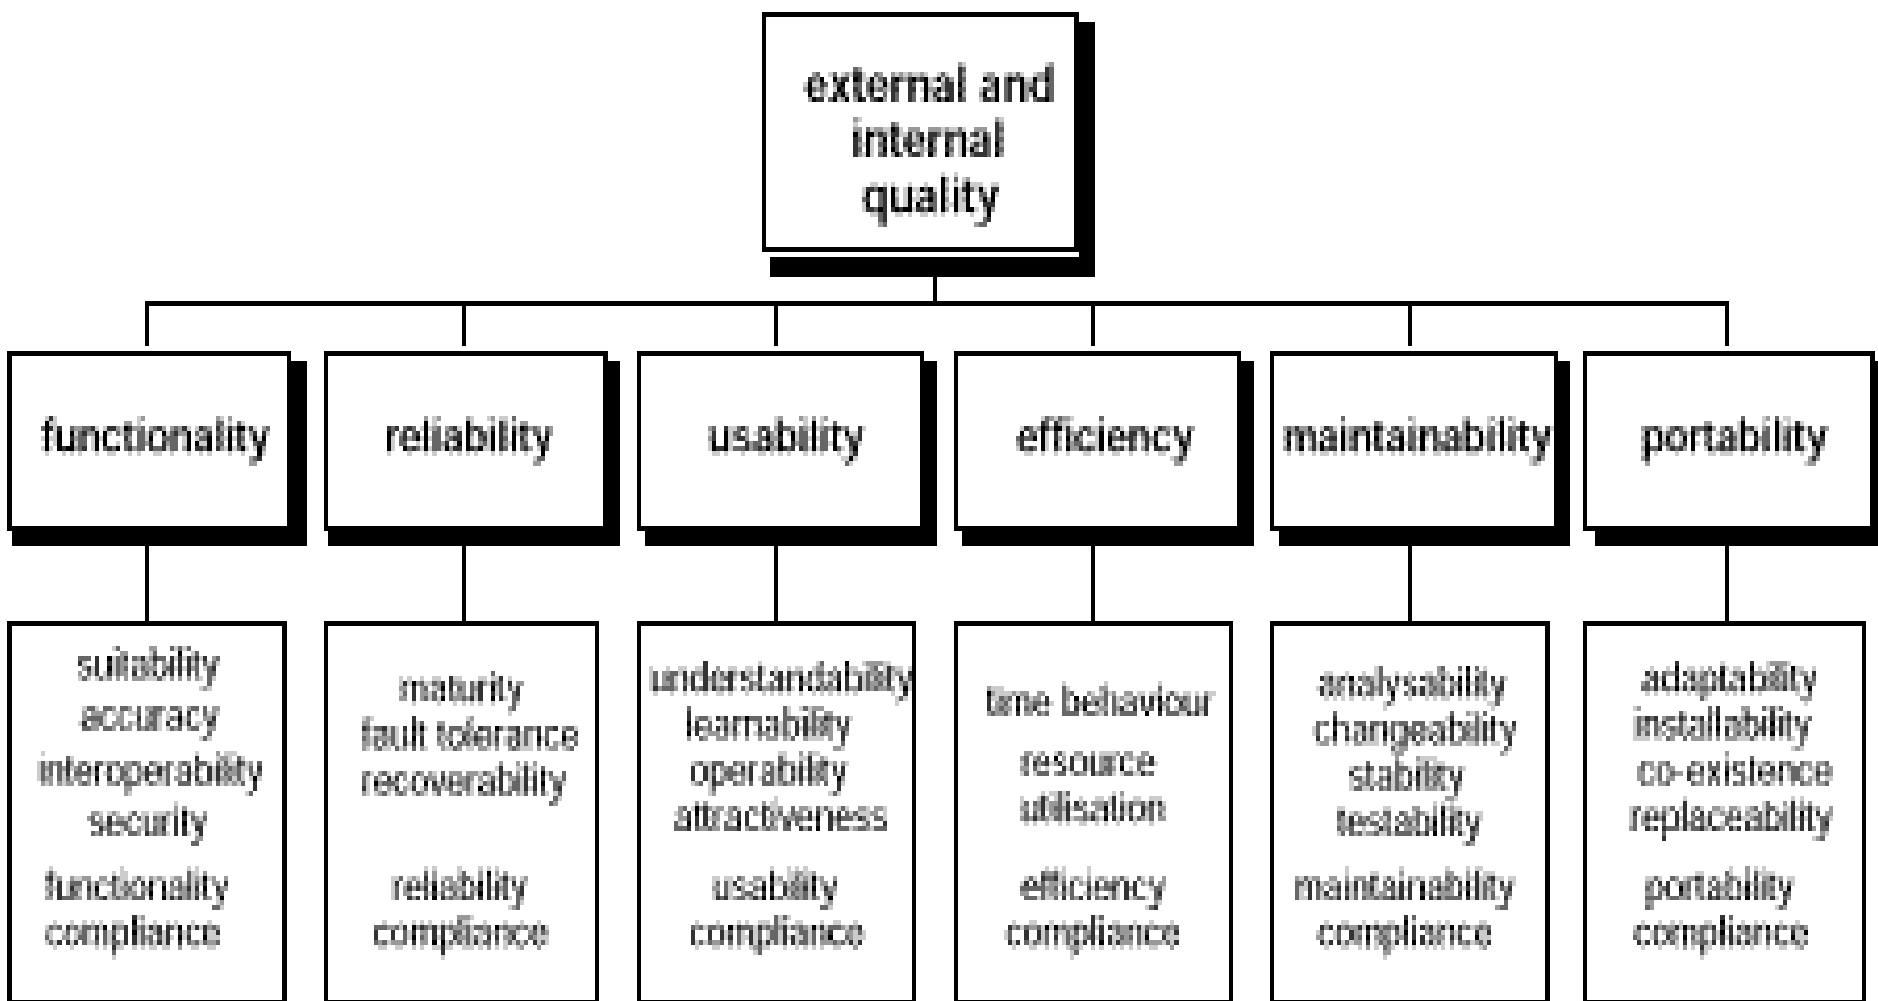 external and
internal
quality
functionality
reliability
usability
efficiency
maintainability
portability
suitability
accuracy
interoperability
security
functionality
compliance
maturity
fault tolerance
recoverability
reliability
compliance
understandability
learnability
operability
attractiveness
usability
compliance
time behaviour
resource
utilisation
efficiency
compliance
analysability
changeability
stability
testability
maintainability
compliance
adaptability
installability
co-existence
replaceability
portability
compliance